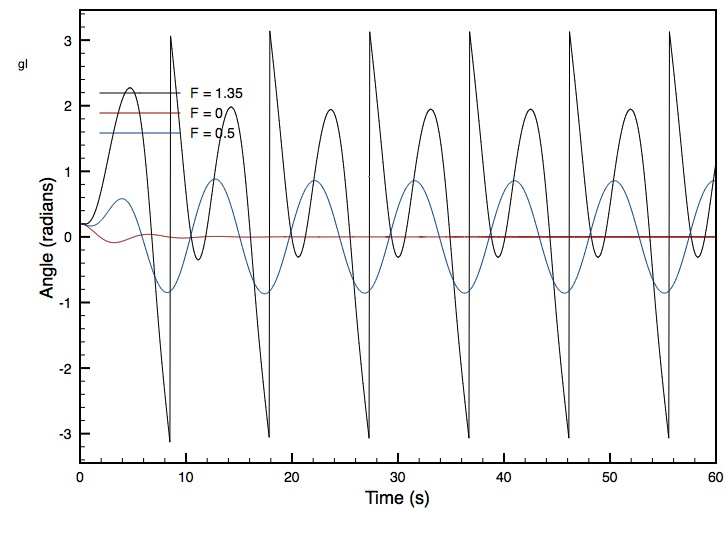 gl
F = 1.35
F = 0
F = 0.5
Angle (radians)
3
2
1
0
-1
-2
-3
0 10 20 30 40 50 60
Time (s)